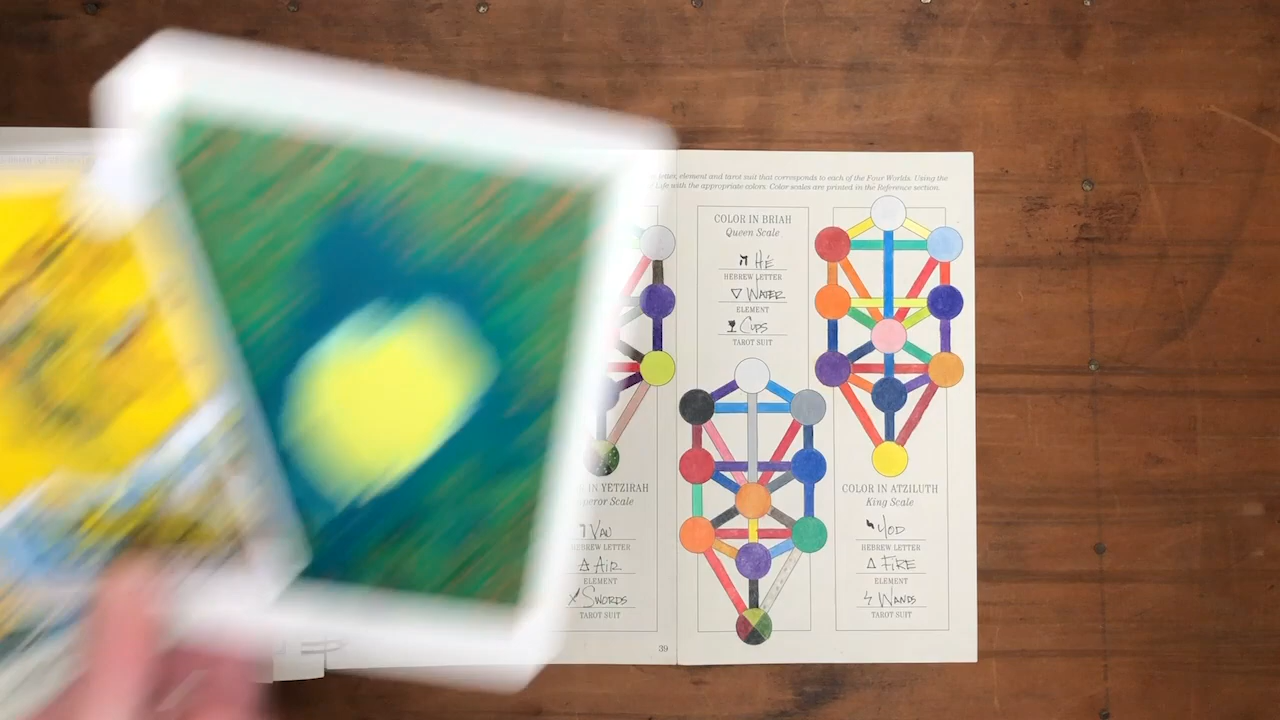 letter, element and tarot suit that corresponds to each of the Four Worlds. Using the
Life with the appropriate colors. Color scales are printed in the Reference section.
COLOR IN BRIAH
Queen Scale
ה HÉ
HEBREW LETTER
▽ WATER
ELEMENT
CUPS
TAROT SUIT
IN YETZIRAH
Scale
VAU
HEBREW LETTER
AIR
ELEMENT
SWORDS
TAROT SUIT
39
COLOR IN ATZILUTH
King Scale
YOD
HEBREW LETTER
△ FIRE
ELEMENT
WANDS
TAROT SUIT